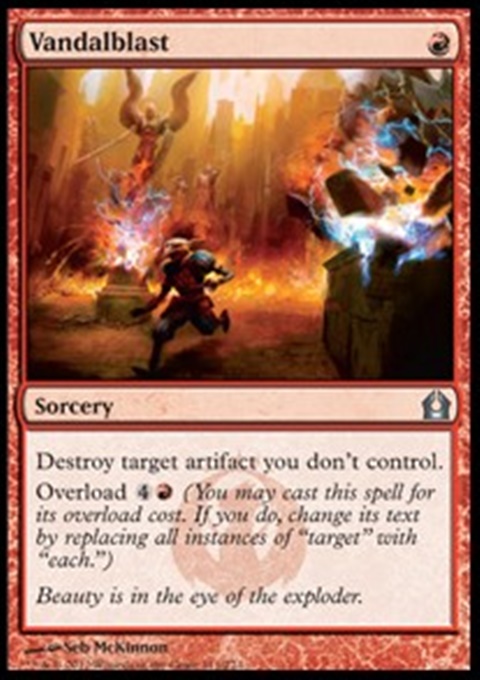 Vandalblast
Sorcery
Destroy target artifact you don't control.
Overload 4 (You may cast this spell for
its overload cost. If you do, change its text
by replacing all instances of "target" with
"each.")
Beauty is in the eye of the exploder.
Seb McKinnon